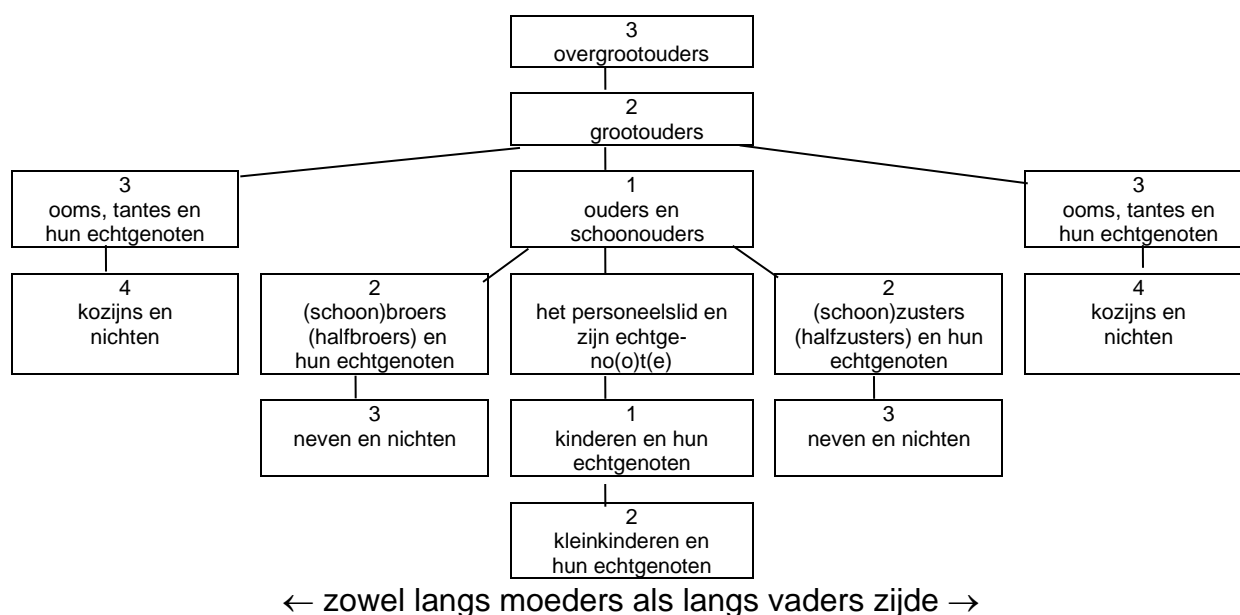 3
overgrootouders
2
grootouders
3
ooms, tantes en
hun echtgenoten
1
ouders en
schoonouders
3
ooms, tantes en
hun echtgenoten
4
kozijns en
nichten
2
(schoon)broers
(halfbroers) en
hun echtgenoten
het personeelslid en
zijn echtge-
no(o)t(e)
2
(schoon)zusters
(halfzusters) en hun
echtgenoten
4
kozijns en
nichten
3
neven en nichten
1
kinderen en hun
echtgenoten
3
neven en nichten
2
kleinkinderen en
hun echtgenoten
← zowel langs moeders als langs vaders zijde →